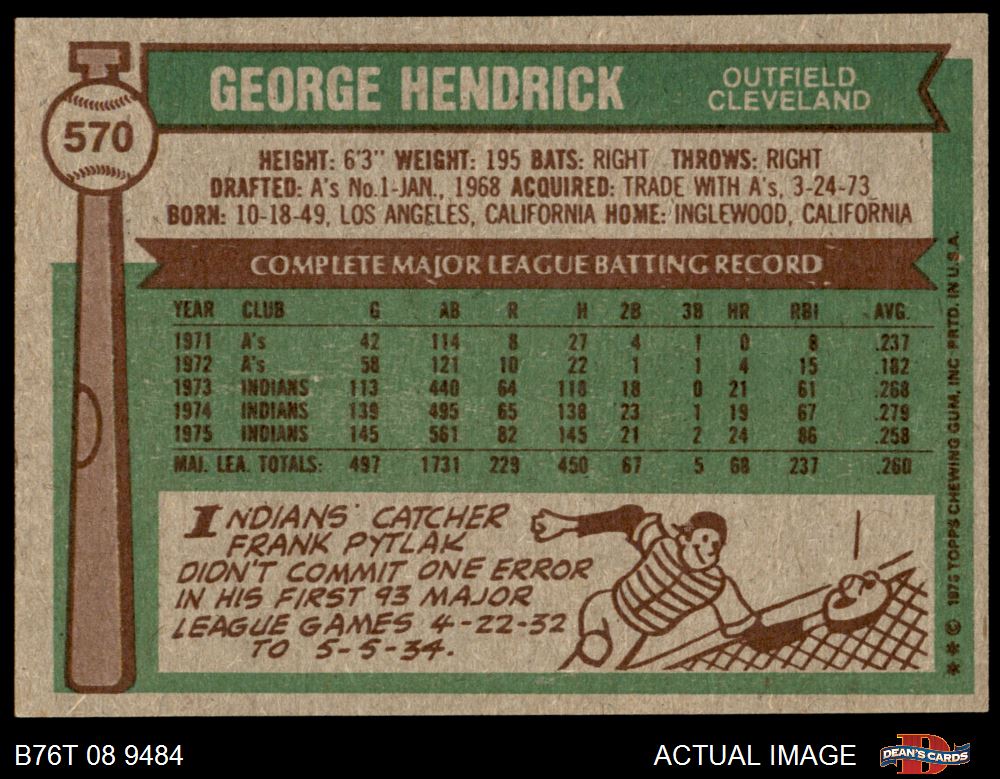 570
GEORGE HENDRICK
OUTFIELD
CLEVELAND
HEIGHT: 6'3" WEIGHT: 195 BATS: RIGHT THROWS: RIGHT
DRAFTED: A's No.1-JAN., 1968 ACQUIRED: TRADE WITH A's, 3-24-73
BORN: 10-18-49, LOS ANGELES, CALIFORNIA HOME: INGLEWOOD, CALIFORNIA
COMPLETE MAJOR LEAGUE BATTING RECORD
YEAR CLUB G AB R H 2B 3B HR RBI AVG.
1971 A's 42 114 8 27 4 1 0 8 .237
1972 A's 58 121 10 22 1 1 4 15 .182
1973 INDIANS 113 440 64 118 18 0 21 61 .268
1974 INDIANS 139 495 65 138 23 1 19 67 .279
1975 INDIANS 145 561 82 145 21 2 24 86 .258
MAJ. LEA. TOTALS: 497 1731 229 450 67 5 68 237 .260
INDIANS' CATCHER
FRANK PYTLAK
DIDN'T COMMIT ONE ERROR
IN HIS FIRST 93 MAJOR
LEAGUE GAMES 4-22-32
TO 5-5-34.
** © 1976 TOPPS CHEWING GUM, INC. PRTD. IN U.S.A.
B76T 08 9484
ACTUAL IMAGE
DEAN'S CARDS